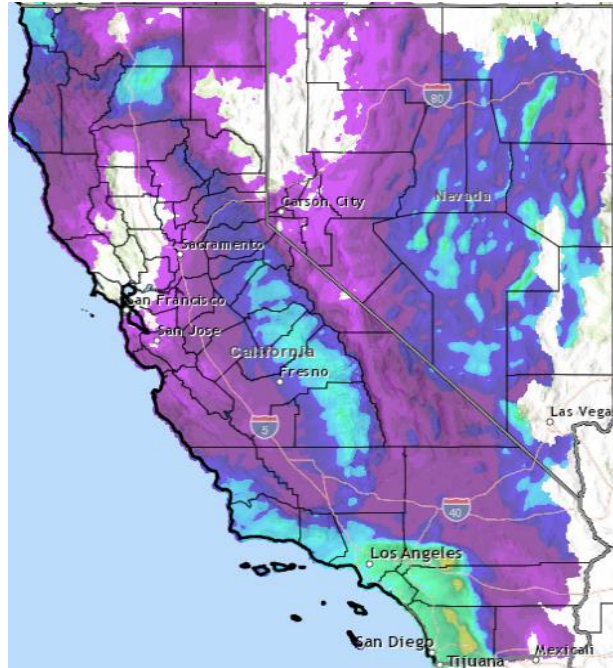 80
Nevada
Carson City
Sacramento
San Francisco
San Jose
California
Fresno
Las Vega
5
40
Los Angeles
San Diego
Mexicali
Tijuana